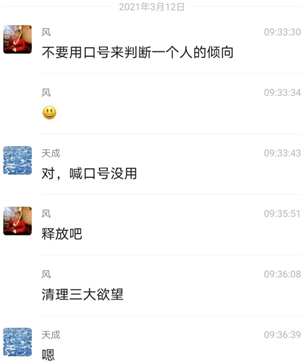 2021年3月12日
风 09:33:30
不要用口号来判断一个人的倾向
风 09:33:34
😃
天成 09:33:43
对，喊口号没用
风 09:35:51
释放吧
风 09:36:08
清理三大欲望
天成 09:36:39
嗯